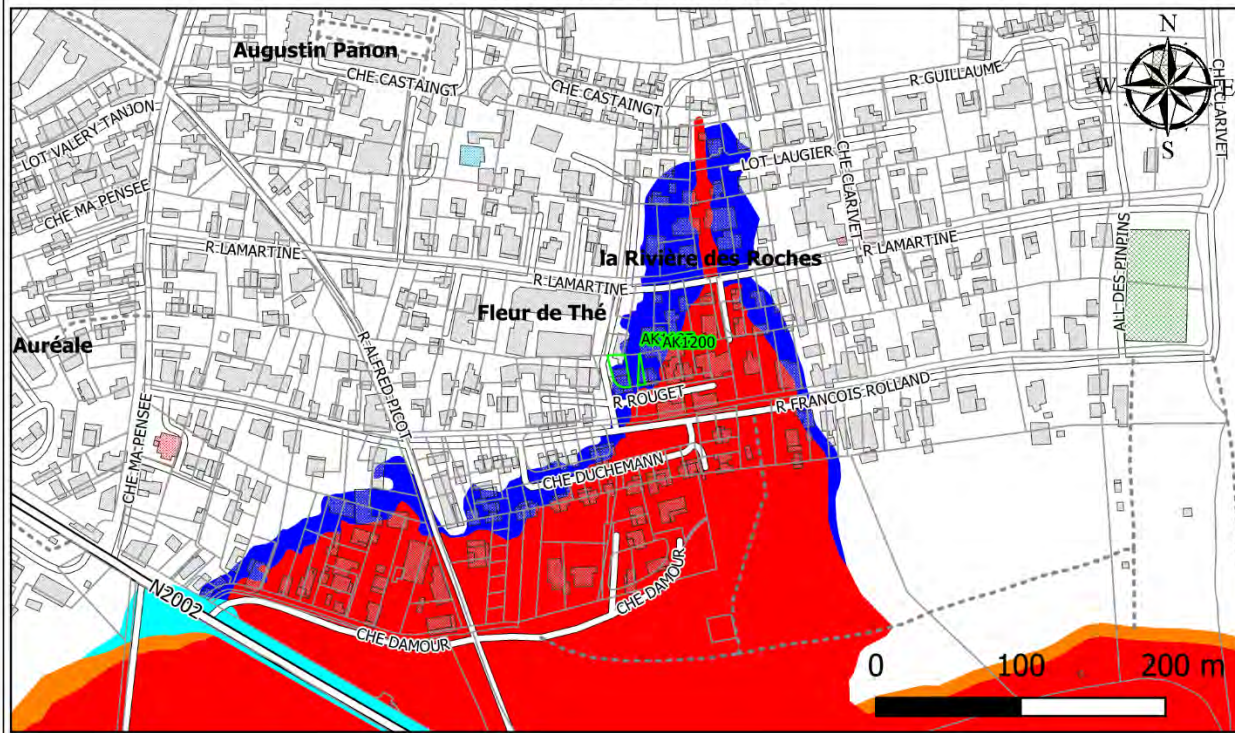 Augustin Panon
N
CHE CASTAINGT
CHE CASTAINGT
R GUILLAUME
W
E
CHE CLARIVET
LOT VALERY-TANJON
S
LOT LAUGIER
CHE MA PENSEE
CHE CLARIVET
R LAMARTINE
R LAMARTINE
la Rivière des Roches
R LAMARTINE
ALL DES PINPINS
Fleur de Thé
Auréale
AK1200
R ALFRED PICOT
R ROUGET
R FRANCOIS ROLLAND
CHE MA PENSEE
CHE DUCHEMANN
N2002
CHE DAMOUR
CHE DAMOUR
0 100 200 m